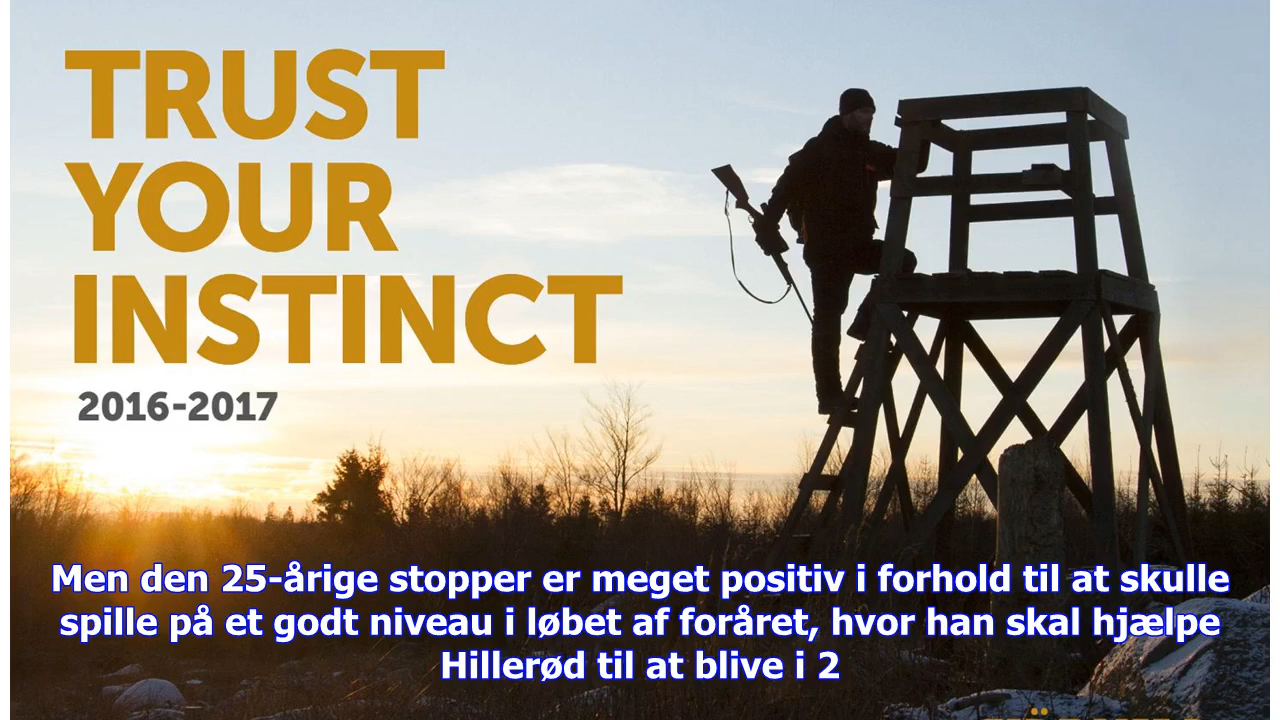 TRUST
YOUR
INSTINCT
2016-2017
Men den 25-årige stopper er meget positiv i forhold til at skulle
spille på et godt niveau i løbet af foråret, hvor han skal hjælpe
Hillerød til at blive i 2